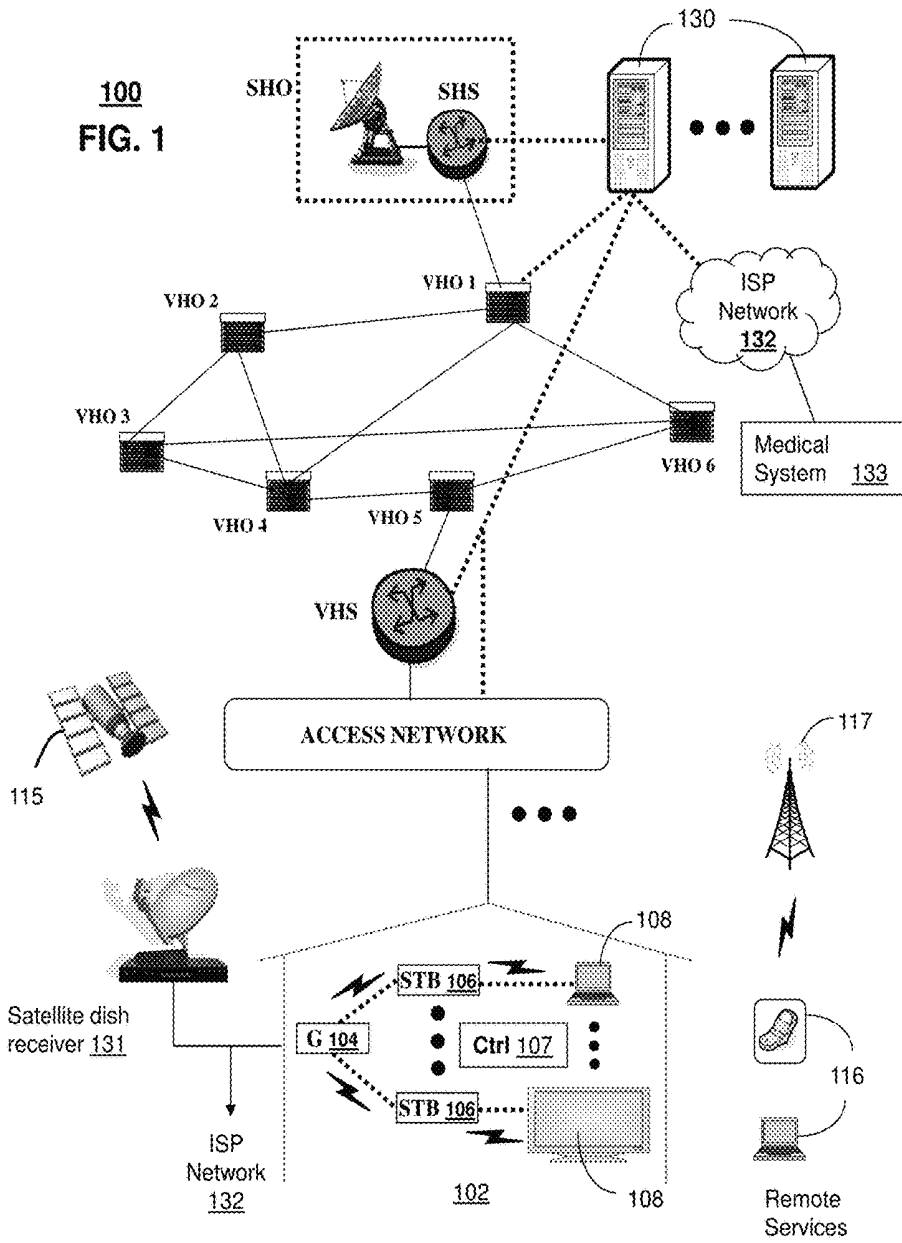 130
100
FIG. 1
SHO
SHS
VHO 1
VHO 2
ISP
Network
132
VHO 3
VHO 6
Medical
System 133
VHO 4
VHO 5
VHS
ACCESS NETWORK
115
117
108
STB 106
Satellite dish
receiver 131
G 104
Ctrl 107
116
STB 106
ISP
Network
132
102
108
Remote
Services